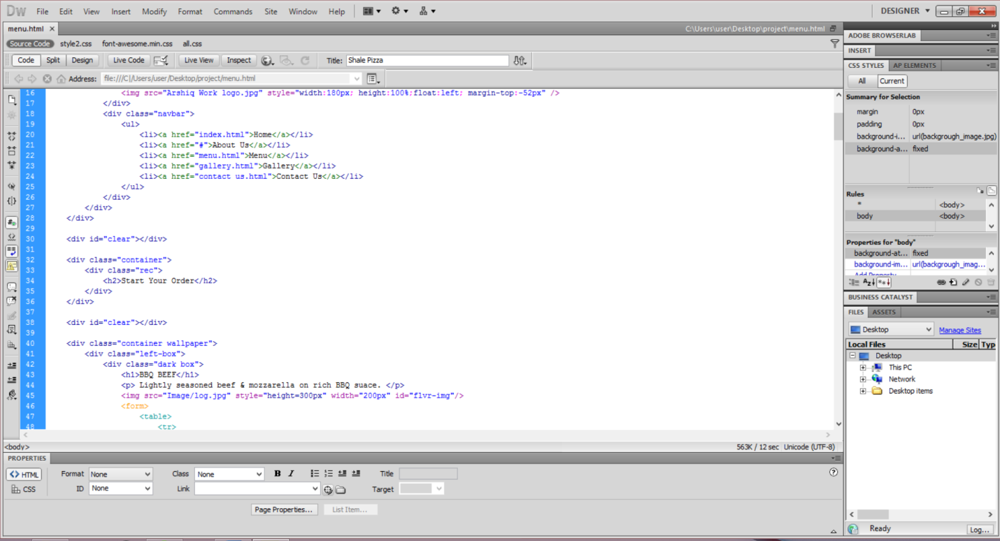 Dw File Edit View Insert Modify Format Commands Site Window Help DESIGNER
menu.html × C:\Users\user\Desktop\project\menu.html
Source Code style2.css font-awesome.min.css all.css
Code Split Design Live Code Live View Inspect Title: Shale Pizza
Address: file:///C|/Users/user/Desktop/project/menu.html
16 <img src="Arshiq Work logo.jpg" style="width:180px; height:100%;float:left; margin-top:-52px" />
17 </div>
18 <div class="navbar">
19 <ul>
20 <li><a href="index.html">Home</a></li>
21 <li><a href="#">About Us</a></li>
22 <li><a href="menu.html">Menu</a></li>
23 <li><a href="gallery.html">Gallery</a></li>
24 <li><a href="contact us.html">Contact Us</a></li>
25 </ul>
26 </div>
27 </div>
28 </div>
29
30 <div id="clear"></div>
31
32 <div class="container">
33 <div class="rec">
34 <h2>Start Your Order</h2>
35 </div>
36 </div>
37
38 <div id="clear"></div>
39
40 <div class="container wallpaper">
41 <div class="left-box">
42 <div class="dark box">
43 <h1>BBQ BEEF</h1>
44 <p> Lightly seasoned beef & mozzarella on rich BBQ suace. </p>
45 <img src="Image/log.jpg" style="height=300px" width="200px" id="flvr-img"/>
46 <form>
47 <table>
48 <tr>
<body> 563K / 12 sec Unicode (UTF-8)
PROPERTIES
<> HTML Format None Class None B I Title
CSS ID None Link Target
Page Properties... List Item...
ADOBE BROWSERLAB
INSERT
CSS STYLES AP ELEMENTS
All Current
Summary for Selection
margin 0px
padding 0px
background-i... url(backgrough_image.jpg)
background-a... fixed
Rules
* <body>
body <body>
Properties for "body"
background-at... fixed
background-im... url(backgrough_imag...
Add Property
BUSINESS CATALYST
FILES ASSETS
Desktop Manage Sites
Local Files Size Typ
Desktop
This PC
Network
Desktop items
Ready Log...